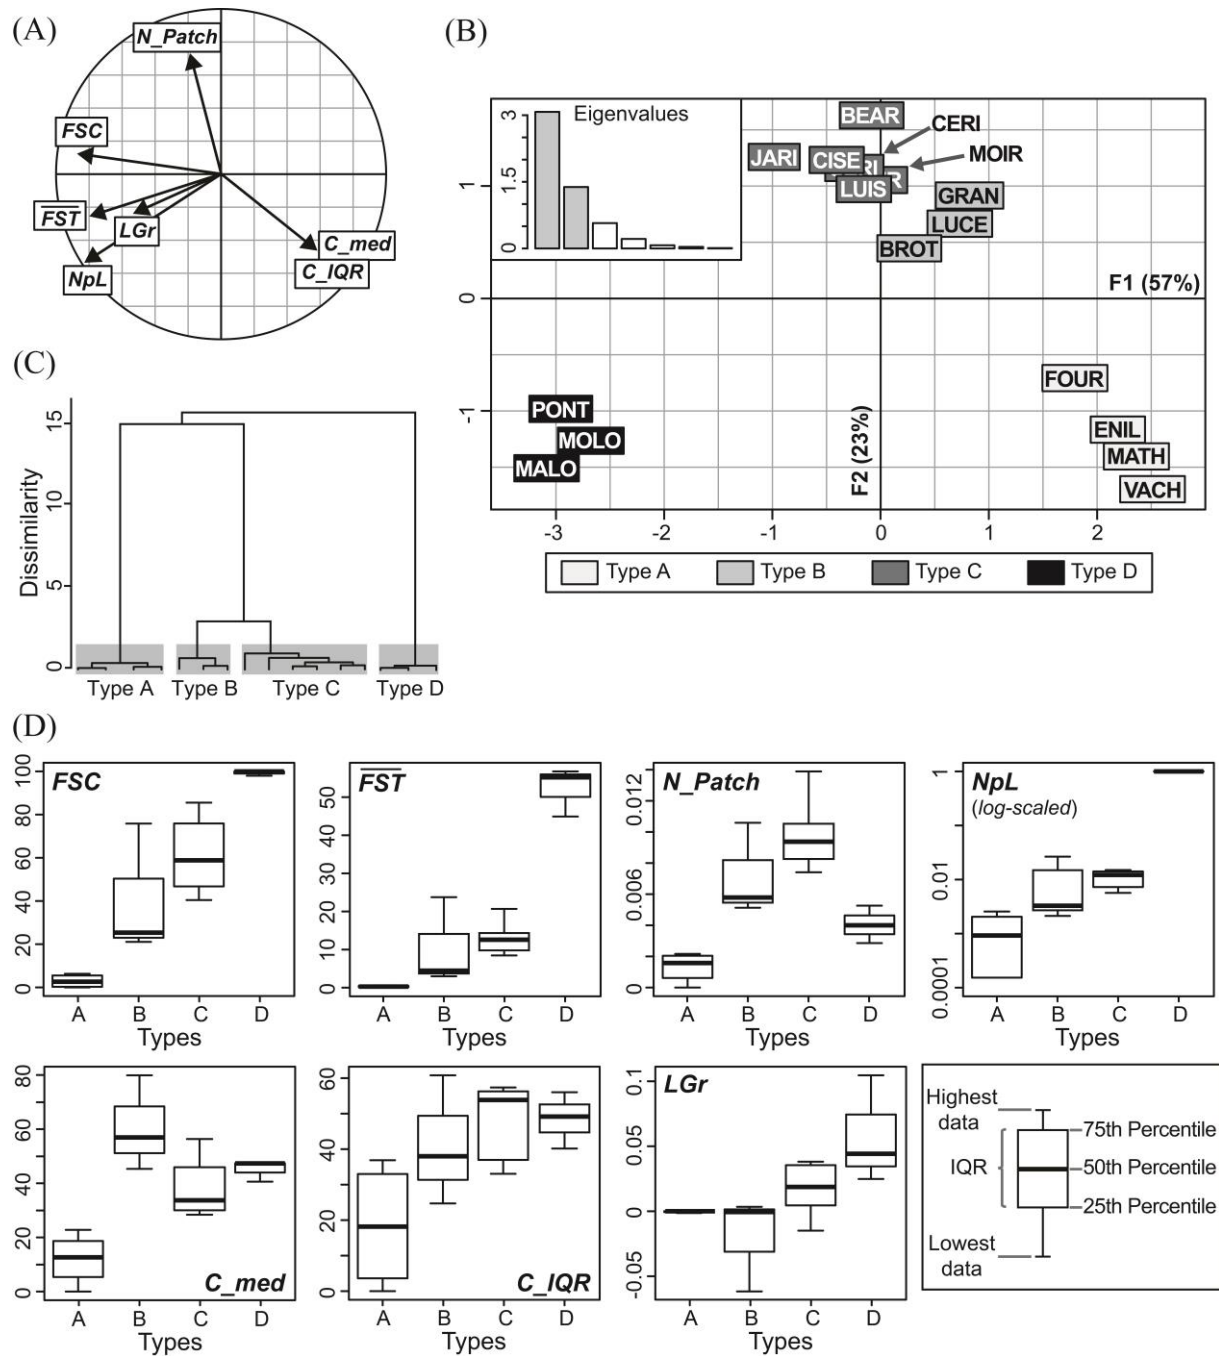 (A)
N_Patch
FSC
FST
LGr
NpL
C_med
C_IQR
(B)
Eigenvalues
3
1.5
0
BEAR
CERI
JARI
CISE
RI
MOIR
R
LUIS
GRAN
LUCE
BROT
1
0
-1
F1 (57%)
F2 (23%)
FOUR
PONT
ENIL
MOLO
MATH
MALO
VACH
-3
-2
-1
0
1
2
Type A
Type B
Type C
Type D
(C)
Dissimilarity
15
5
0
Type A
Type B
Type C
Type D
(D)
FSC
100
80
60
40
20
0
A B C D
Types
FST
50
40
30
20
10
0
A B C D
Types
N_Patch
0.012
0.006
0
A B C D
Types
NpL
(log-scaled)
1
0.01
0.0001
A B C D
Types
80
60
40
20
0
C_med
A B C D
Types
60
40
20
0
C_IQR
A B C D
Types
LGr
0.1
0.05
0
-0.05
A B C D
Types
Highest
data
75th Percentile
IQR
50th Percentile
25th Percentile
Lowest
data